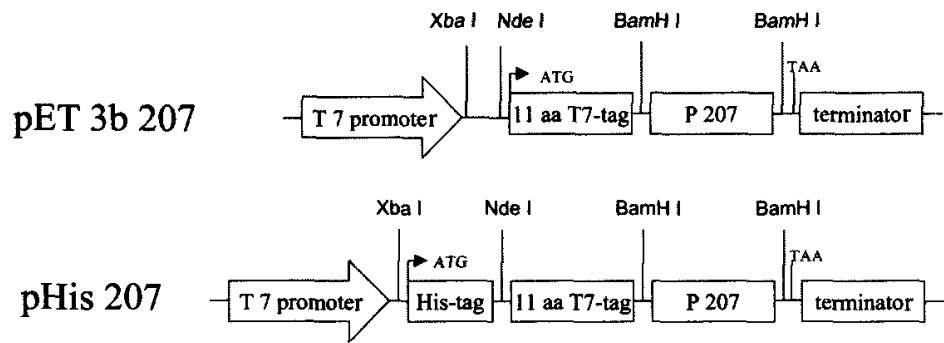 Xba I Nde I BamH I BamH I
ATG TAA
pET 3b 207 T 7 promoter 11 aa T7-tag P 207 terminator
Xba I Nde I BamH I BamH I
ATG TAA
pHis 207 T 7 promoter His-tag 11 aa T7-tag P 207 terminator